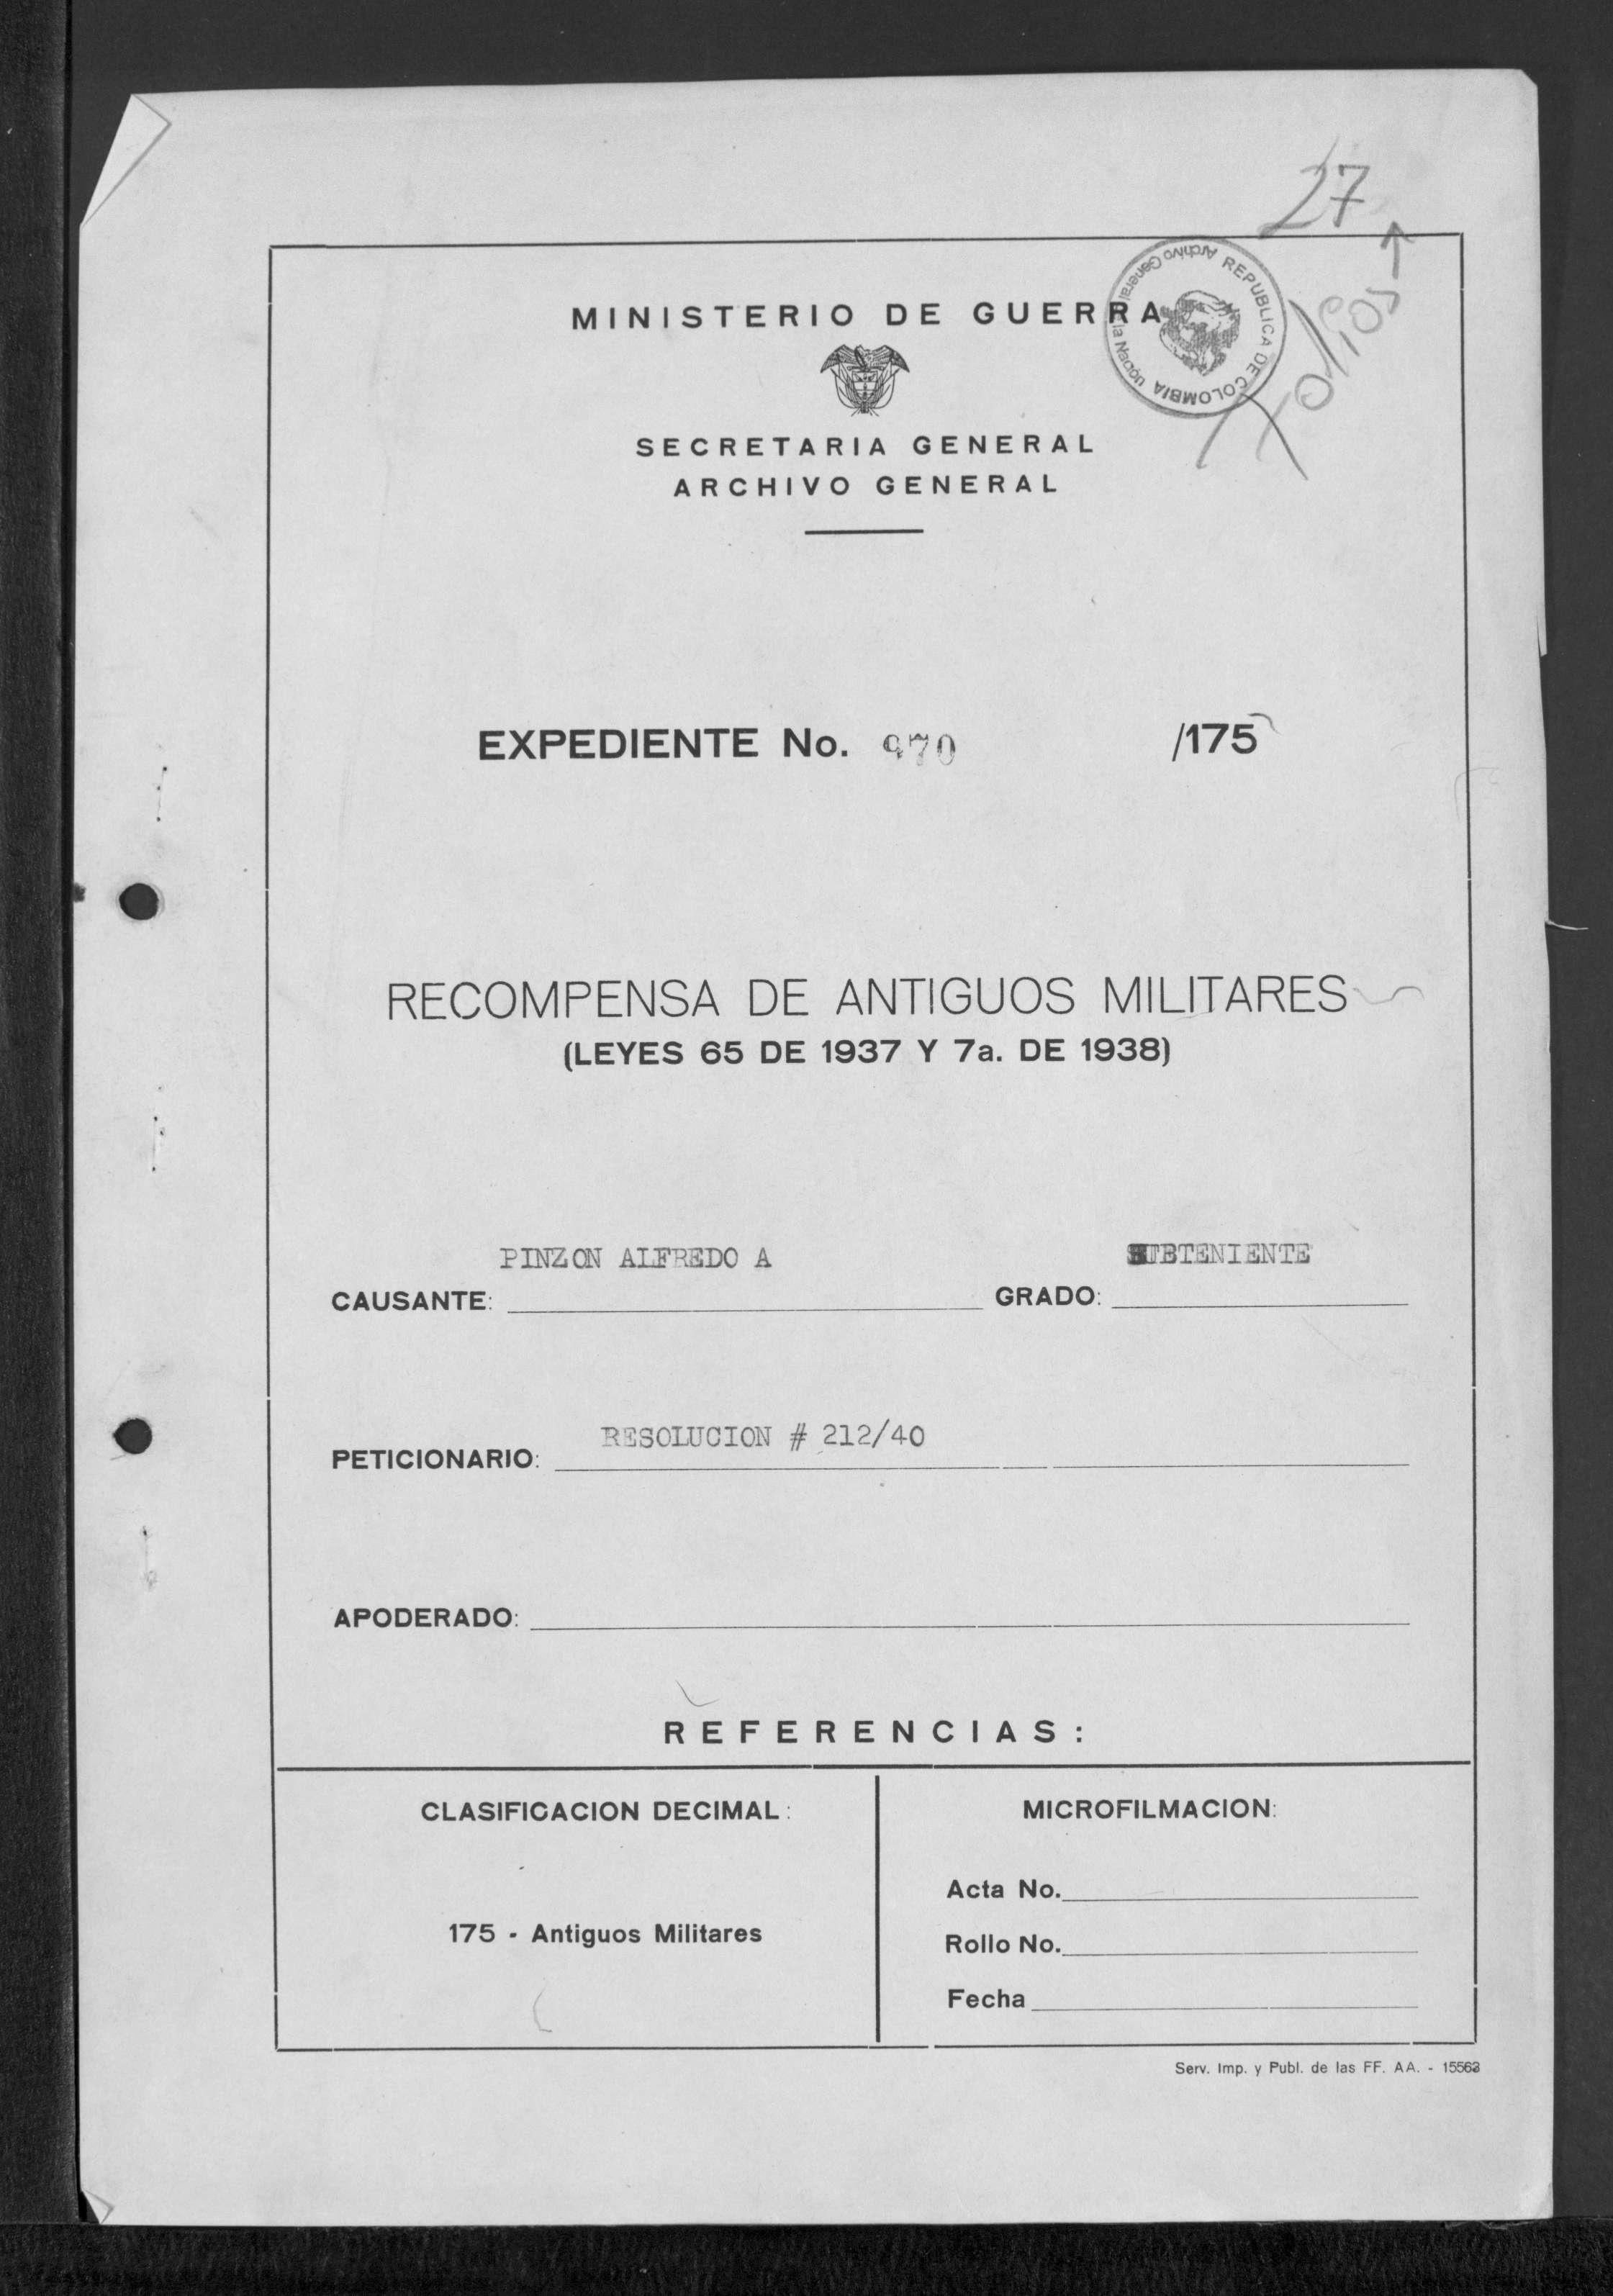 27
folios
REPUBLICA DE COLOMBIA
Archivo General de la Nación
MINISTERIO DE GUERRA
SECRETARIA GENERAL
ARCHIVO GENERAL
EXPEDIENTE No. 970 /175
RECOMPENSA DE ANTIGUOS MILITARES
(LEYES 65 DE 1937 Y 7a. DE 1938)
CAUSANTE: PINZON ALFREDO A GRADO: SUBTENIENTE
PETICIONARIO: RESOLUCION # 212/40
APODERADO:
REFERENCIAS:
CLASIFICACION DECIMAL:
175 - Antiguos Militares
MICROFILMACION:
Acta No.
Rollo No.
Fecha
Serv. Imp. y Publ. de las FF. AA. - 15563